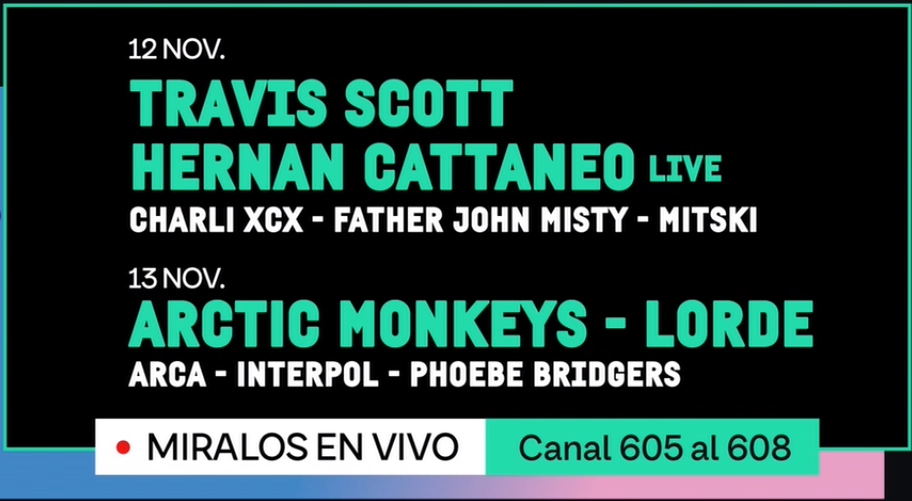 12 NOV.
TRAVIS SCOTT
HERNAN CATTANEO LIVE
CHARLI XCX - FATHER JOHN MISTY - MITSKI
13 NOV.
ARCTIC MONKEYS - LORDE
ARCA - INTERPOL - PHOEBE BRIDGERS
MIRALOS EN VIVO Canal 605 al 608